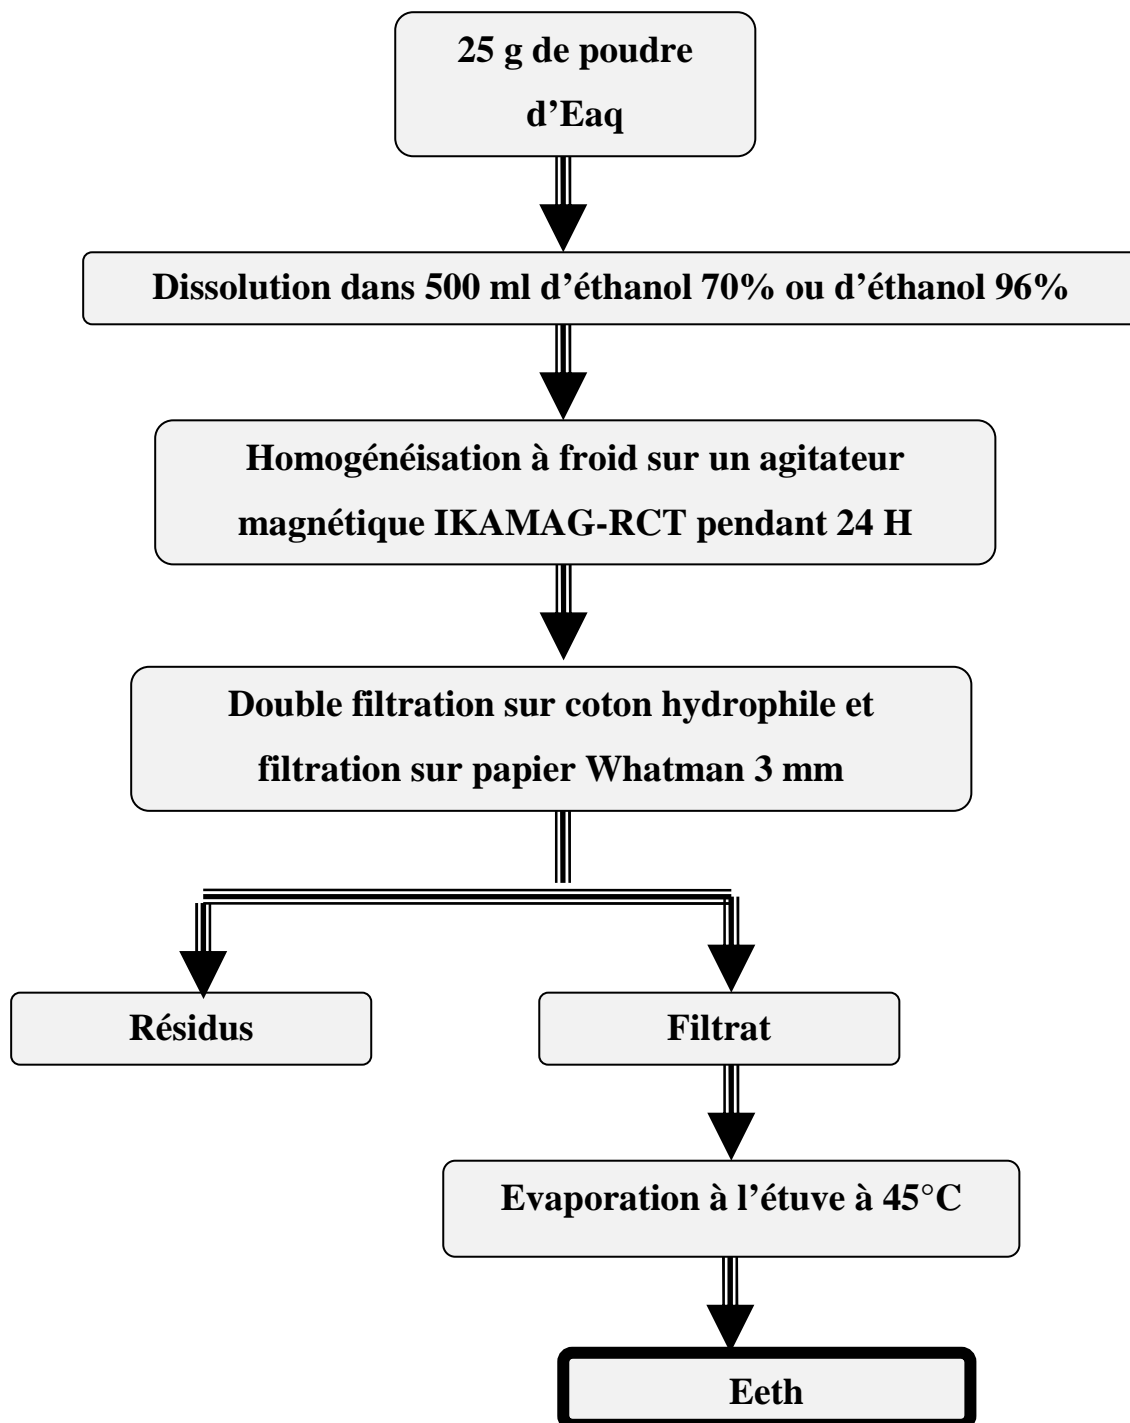 25 g de poudre
d’Eaq
Dissolution dans 500 ml d’éthanol 70% ou d’éthanol 96%
Homogénéisation à froid sur un agitateur
magnétique IKAMAG-RCT pendant 24 H
Double filtration sur coton hydrophile et
filtration sur papier Whatman 3 mm
Résidus
Filtrat
Evaporation à l’étuve à 45°C
Eeth